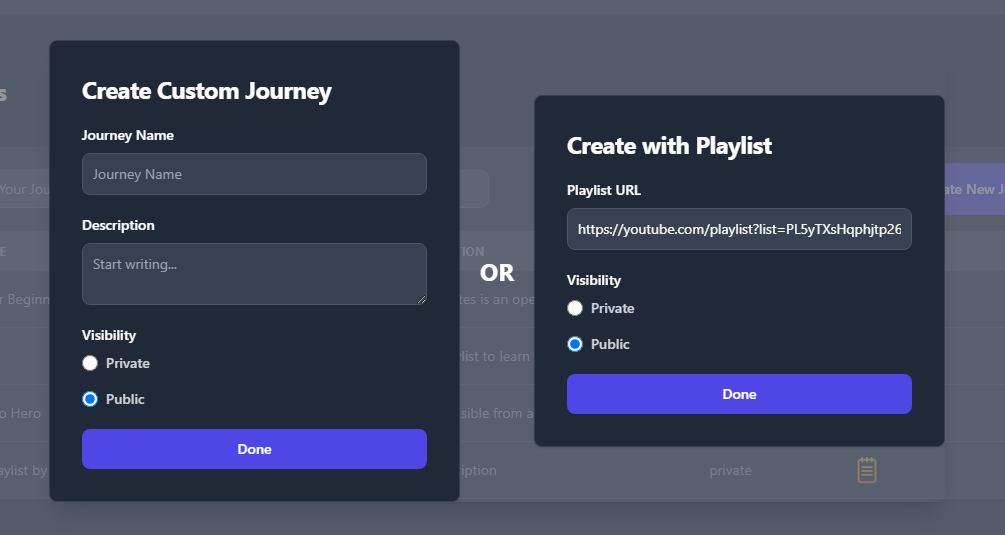 Create Custom Journey
Journey Name
Journey Name
Description
Start writing...
Visibility
Private
Public
Done
OR
Create with Playlist
Playlist URL
https://youtube.com/playlist?list=PL5yTXsHqphjtp26
Visibility
Private
Public
Done
Your Jou
ate New J
E
TION
r Beginn
tes is an ope
list to learn
o Hero
sible from a
aylist by
ription
private
s